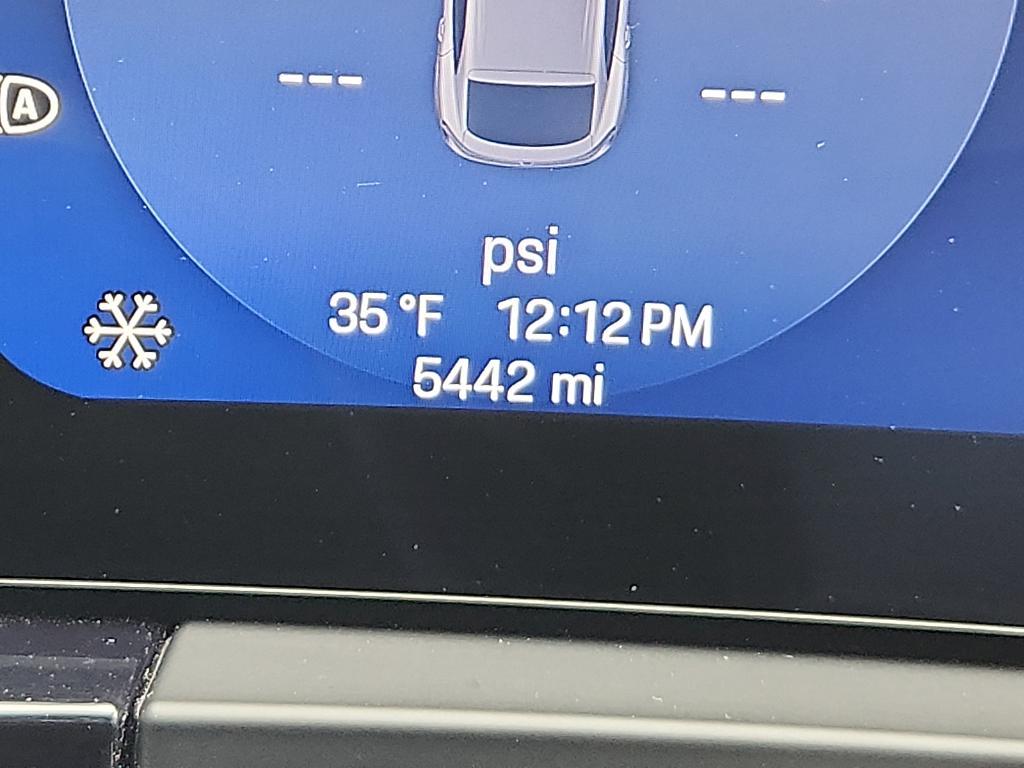 --- ---
A
psi
35 °F 12:12 PM
5442 mi